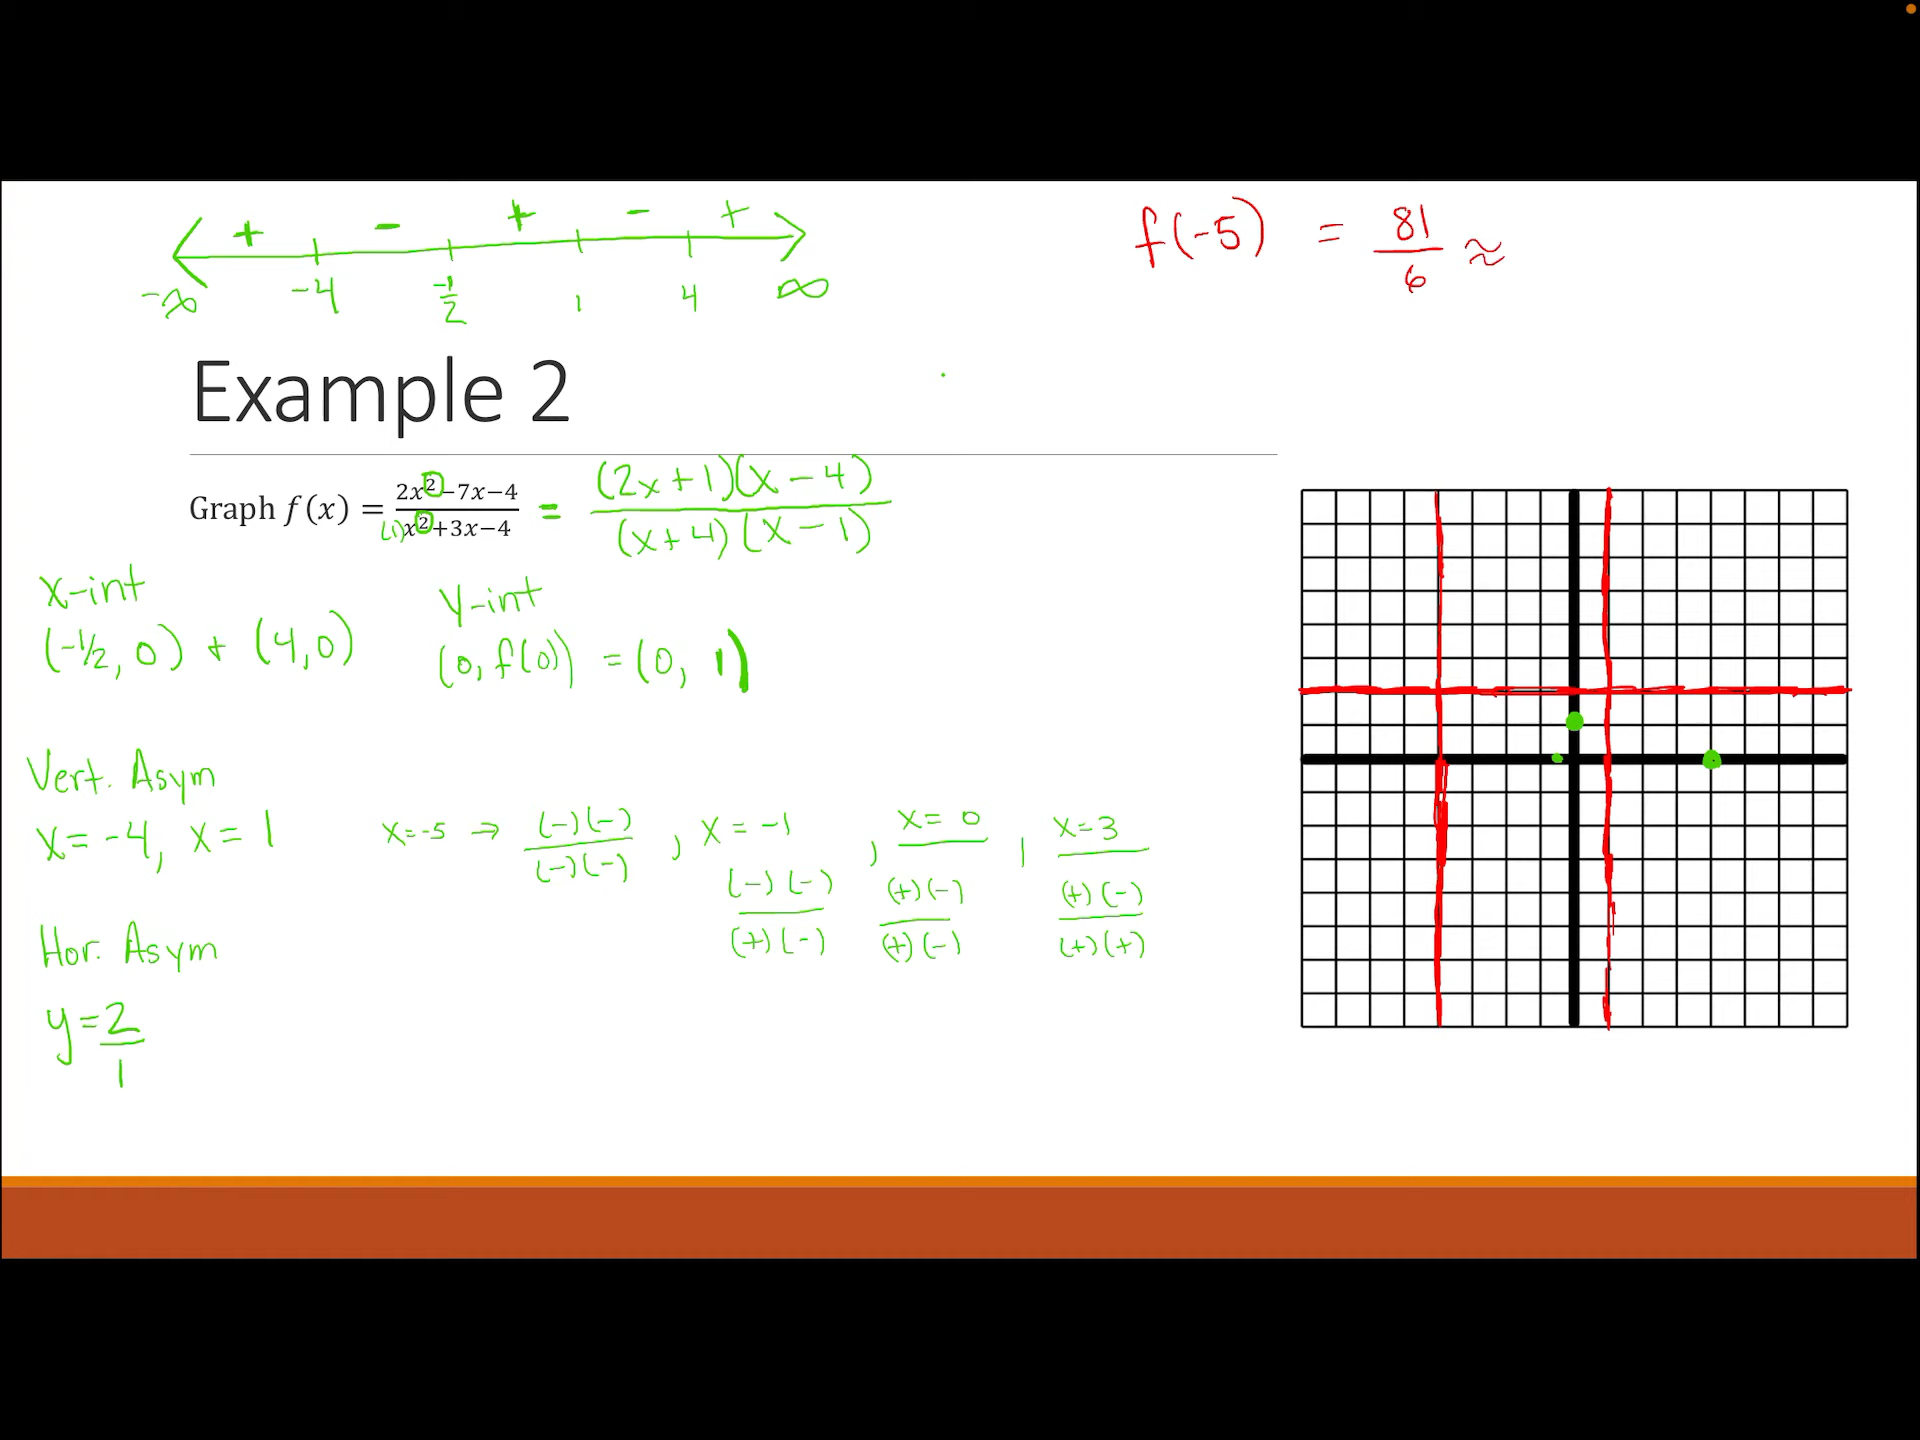 + - + - +
-∞ -4 -1/2 1 4 ∞
f(-5) = 81/6 ≈
Example 2
Graph f(x) = (2x²-7x-4)/((1)x²+3x-4) = ((2x+1)(x-4))/((x+4)(x-1))
X-int
(-1/2, 0) + (4,0)
Y-int
(0, f(0)) = (0, 1)
Vert. Asym
x= -4, x= 1
x=-5 → (-)(-)/(-)(-) , x = -1 (-)(-)/(+)(-) , x= 0 (+)(-)/(+)(-) , x=3 (+)(-)/(+)(+)
Hor. Asym
y=2/1